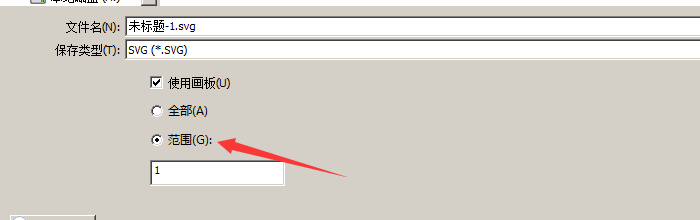 文件名(N):
未标题-1.svg
保存类型(T):
SVG (*.SVG)
使用画板(U)
全部(A)
范围(G):
1